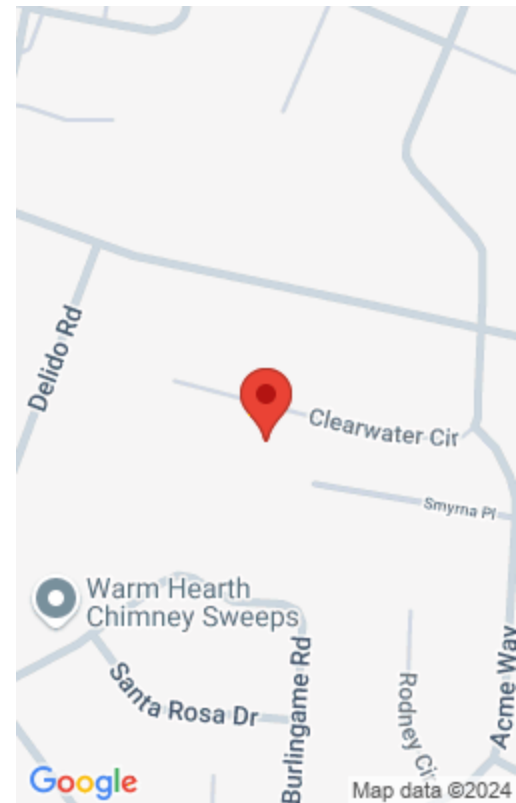 Delido Rd
Clearwater Cir
Smyrna Pl
Warm Hearth
Chimney Sweeps
Santa Rosa Dr
Burlingame Rd
Rodney Cir
Acme Way
Google
Map data ©2024